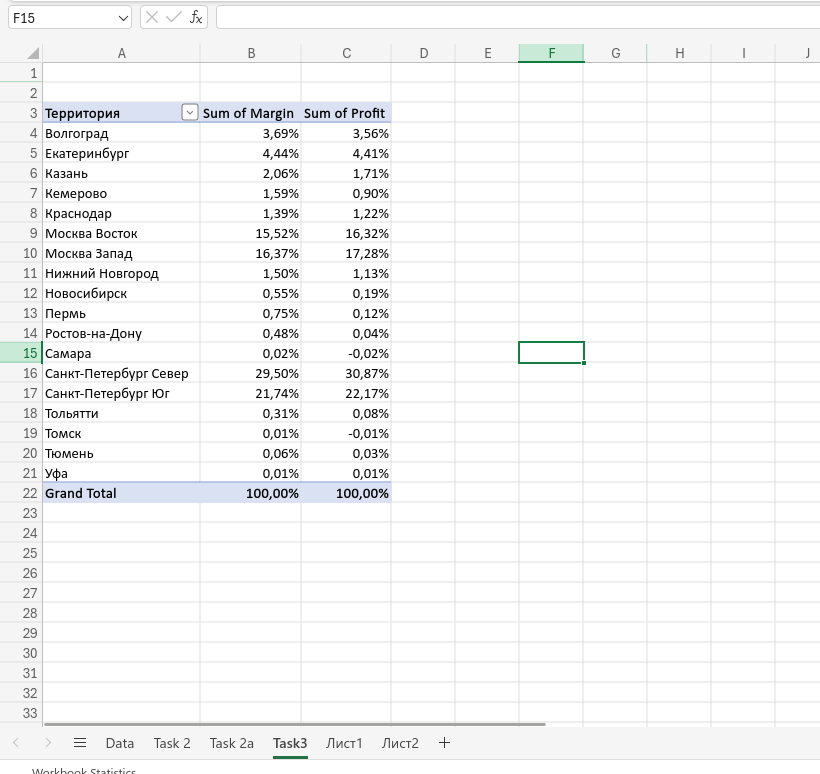 F15 fx
A B C D E F G H I J
1
2
3 Территория Sum of Margin Sum of Profit
4 Волгоград 3,69% 3,56%
5 Екатеринбург 4,44% 4,41%
6 Казань 2,06% 1,71%
7 Кемерово 1,59% 0,90%
8 Краснодар 1,39% 1,22%
9 Москва Восток 15,52% 16,32%
10 Москва Запад 16,37% 17,28%
11 Нижний Новгород 1,50% 1,13%
12 Новосибирск 0,55% 0,19%
13 Пермь 0,75% 0,12%
14 Ростов-на-Дону 0,48% 0,04%
15 Самара 0,02% -0,02%
16 Санкт-Петербург Север 29,50% 30,87%
17 Санкт-Петербург Юг 21,74% 22,17%
18 Тольятти 0,31% 0,08%
19 Томск 0,01% -0,01%
20 Тюмень 0,06% 0,03%
21 Уфа 0,01% 0,01%
22 Grand Total 100,00% 100,00%
23
24
25
26
27
28
29
30
31
32
33
Data Task 2 Task 2a Task3 Лист1 Лист2
Workbook Statistics